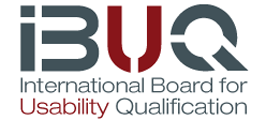 iBUQ
International Board for
Usability Qualification